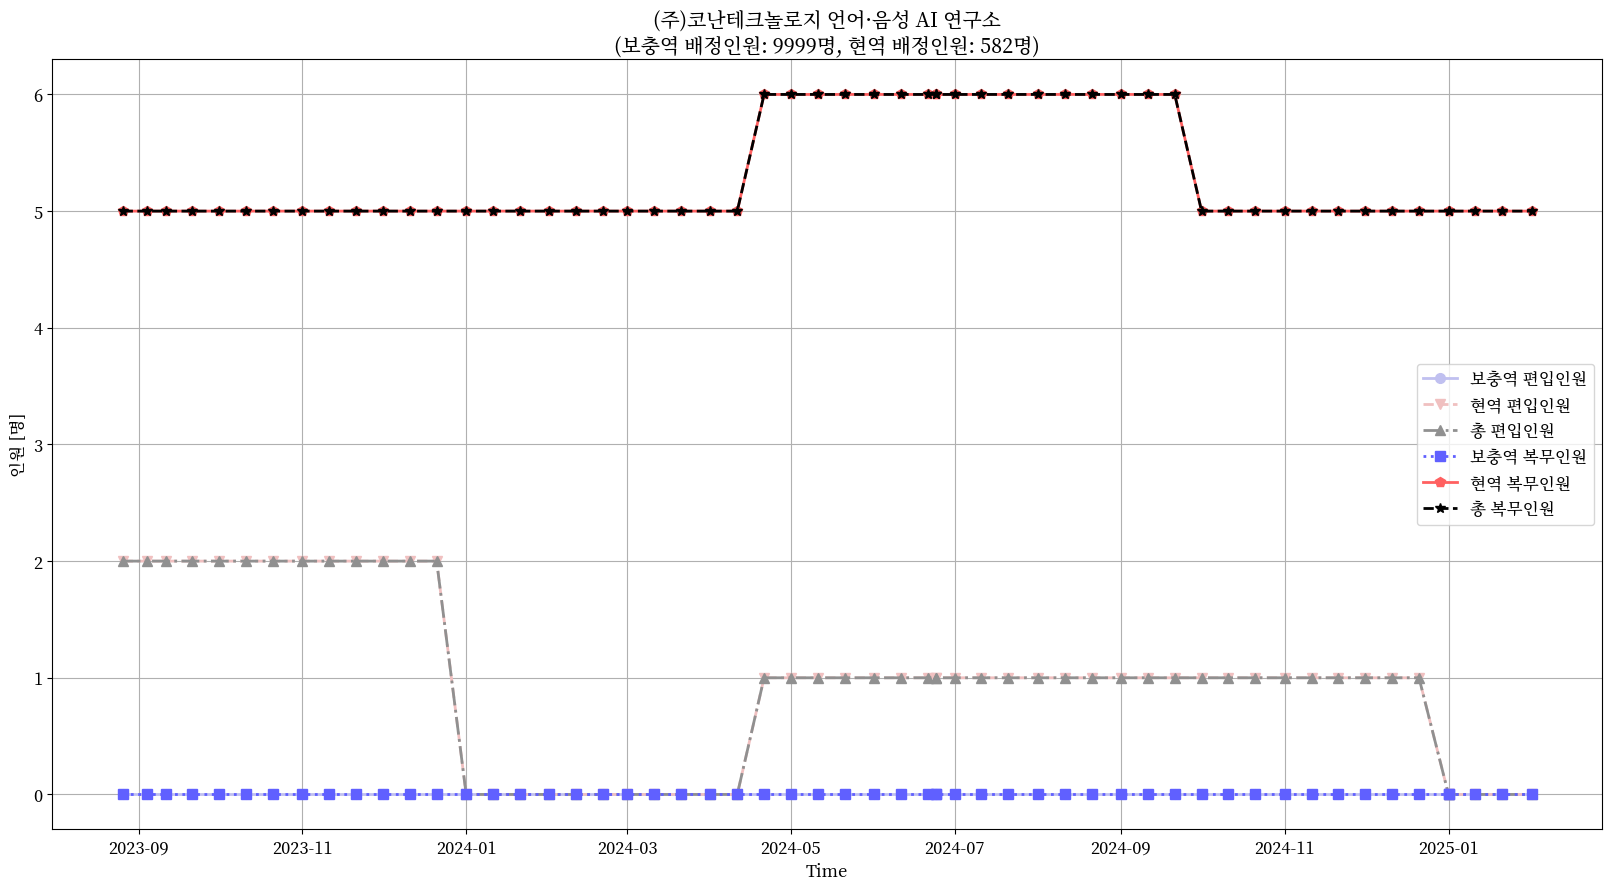 (주)코난테크놀로지 언어·음성 AI 연구소
(보충역 배정인원: 9999명, 현역 배정인원: 582명)
인원 [명]
6
5
4
3
2
1
0
보충역 편입인원
현역 편입인원
총 편입인원
보충역 복무인원
현역 복무인원
총 복무인원
2023-09 2023-11 2024-01 2024-03 2024-05 2024-07 2024-09 2024-11 2025-01
Time